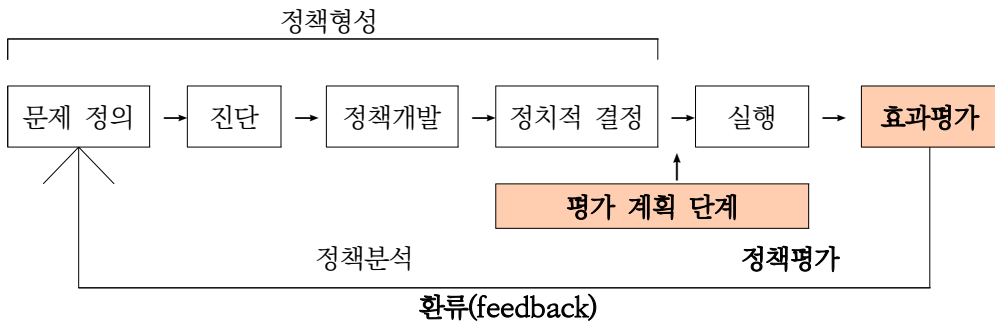 정책형성
문제 정의 → 진단 → 정책개발 → 정치적 결정 → 실행 → 효과평가
평가 계획 단계
정책분석 정책평가
환류(feedback)